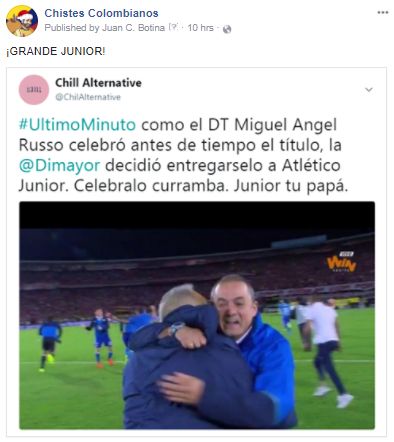 Chistes Colombianos
Published by Juan C. Botina [?] · 10 hrs ·
¡GRANDE JUNIOR!
Chill Alternative
@ChilAlternative
#UltimoMinuto como el DT Miguel Angel
Russo celebró antes de tiempo el título, la
@Dimayor decidió entregarselo a Atlético
Junior. Celebralo curramba. Junior tu papá.
VIVO
WIN
SPORTS